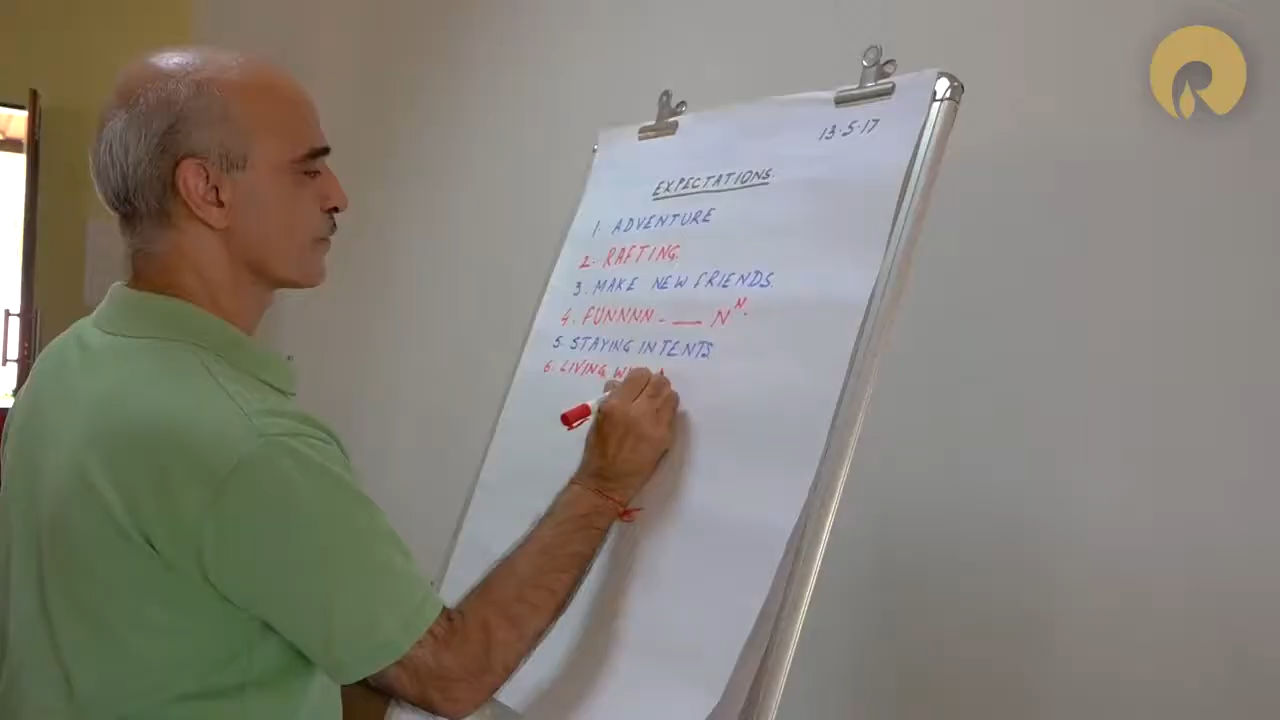 13.5.17
EXPECTATIONS.
1. ADVENTURE
2. RAFTING.
3. MAKE NEW FRIENDS.
4. FUNNNN - __ N^N.
5. STAYING IN TENTS
6. LIVING